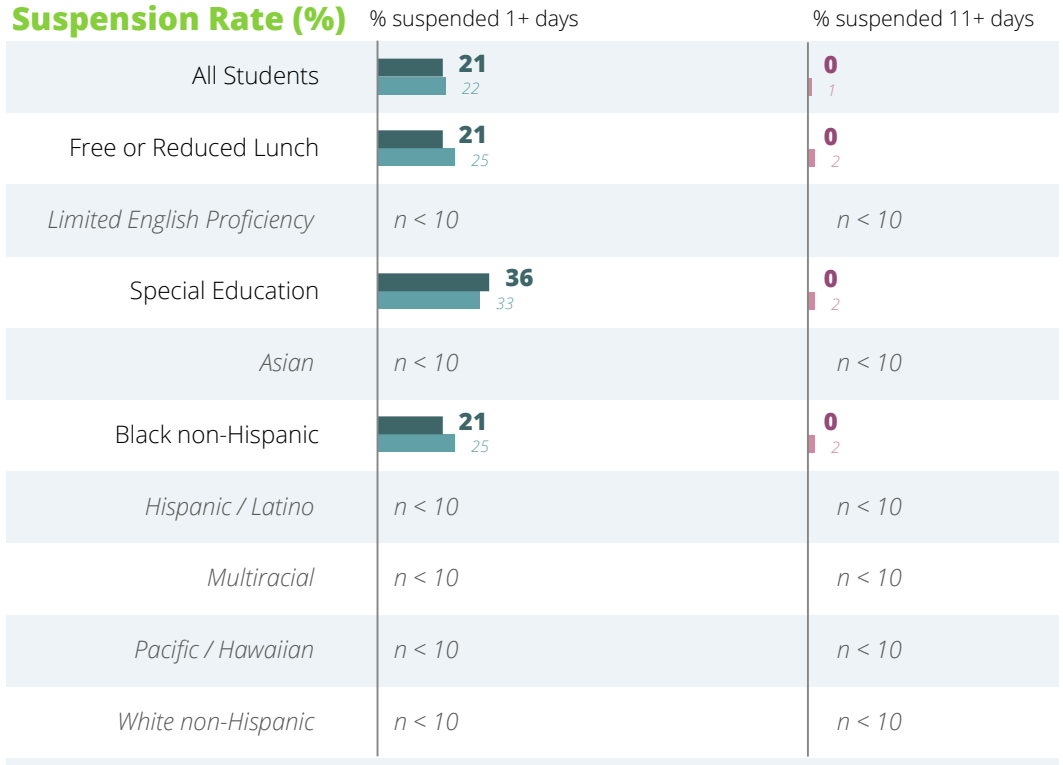 Suspension Rate (%) % suspended 1+ days % suspended 11+ days
All Students 21 0
22 1
Free or Reduced Lunch 21 0
25 2
Limited English Proficiency n < 10 n < 10
Special Education 36 0
33 2
Asian n < 10 n < 10
Black non-Hispanic 21 0
25 2
Hispanic / Latino n < 10 n < 10
Multiracial n < 10 n < 10
Pacific / Hawaiian n < 10 n < 10
White non-Hispanic n < 10 n < 10